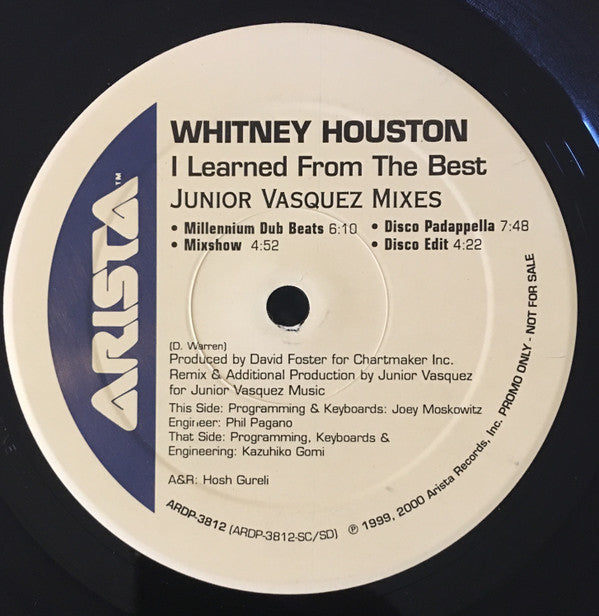 ARISTA™
WHITNEY HOUSTON
I Learned From The Best
JUNIOR VASQUEZ MIXES
• Millennium Dub Beats 6:10 • Disco Padappella 7:48
• Mixshow 4:52 • Disco Edit 4:22
(D. Warren)
Produced by David Foster for Chartmaker Inc.
Remix & Additional Production by Junior Vasquez
for Junior Vasquez Music
This Side: Programming & Keyboards: Joey Moskowitz
Engineer: Phil Pagano
That Side: Programming, Keyboards &
Engineering: Kazuhiko Gomi
A&R: Hosh Gureli
ARDP-3812 (ARDP-3812-SC/SD) ℗ 1999, 2000 Arista Records, Inc. PROMO ONLY - NOT FOR SALE